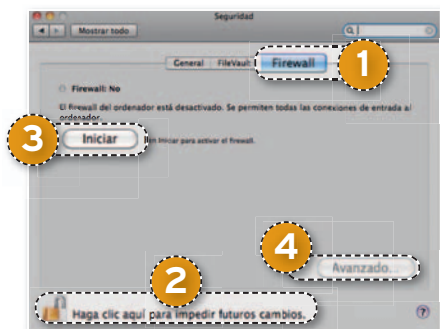 Seguridad
Mostrar todo
General FileVault Firewall
1
Firewall: No
El firewall del ordenador está desactivado. Se permiten todas las conexiones de entrada al
ordenador.
3 Iniciar en Iniciar para activar el firewall.
4
Avanzado...
2
Haga clic aquí para impedir futuros cambios. ?